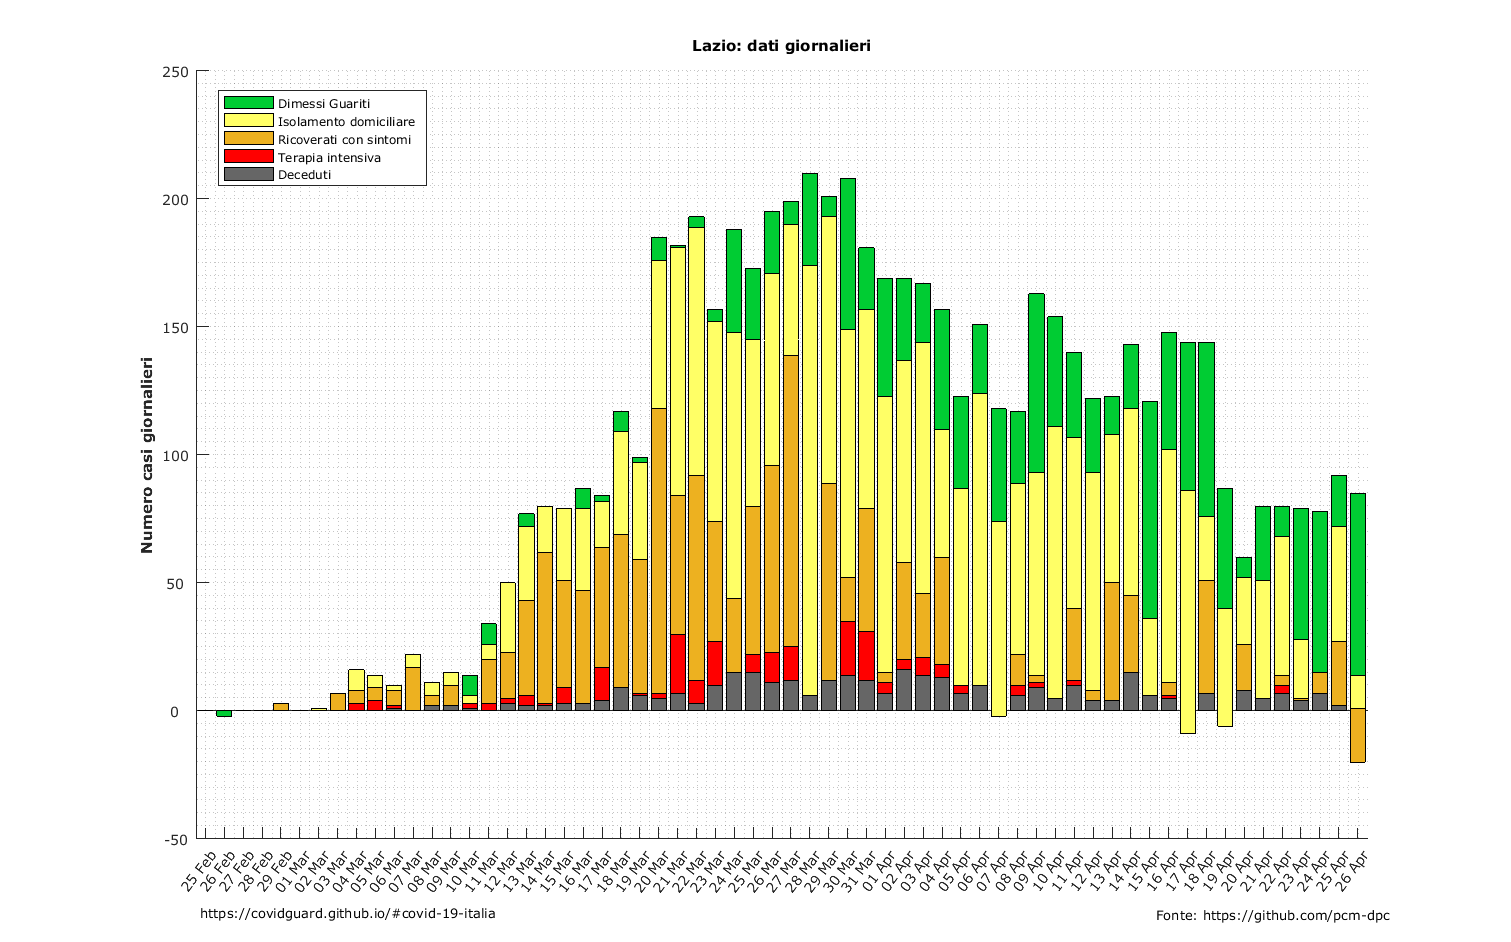 Lazio: dati giornalieri
250
200
150
100
50
0
-50
Numero casi giornalieri
Dimessi Guariti
Isolamento domiciliare
Ricoverati con sintomi
Terapia intensiva
Deceduti
25 Feb
26 Feb
27 Feb
28 Feb
29 Feb
01 Mar
02 Mar
03 Mar
04 Mar
05 Mar
06 Mar
07 Mar
08 Mar
09 Mar
10 Mar
11 Mar
12 Mar
13 Mar
14 Mar
15 Mar
16 Mar
17 Mar
18 Mar
19 Mar
20 Mar
21 Mar
22 Mar
23 Mar
24 Mar
25 Mar
26 Mar
27 Mar
28 Mar
29 Mar
30 Mar
31 Mar
01 Apr
02 Apr
03 Apr
04 Apr
05 Apr
06 Apr
07 Apr
08 Apr
09 Apr
10 Apr
11 Apr
12 Apr
13 Apr
14 Apr
15 Apr
16 Apr
17 Apr
18 Apr
19 Apr
20 Apr
21 Apr
22 Apr
23 Apr
24 Apr
25 Apr
26 Apr
https://covidguard.github.io/#covid-19-italia
Fonte: https://github.com/pcm-dpc